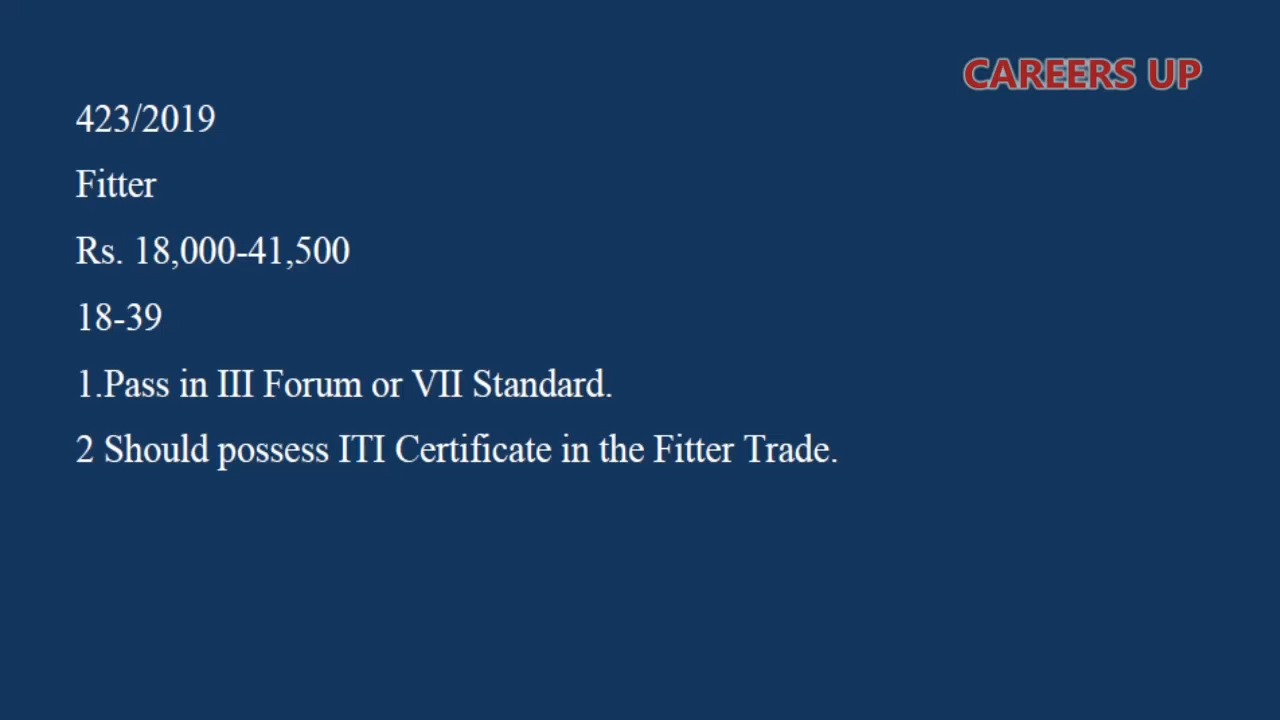 CAREERS UP
423/2019
Fitter
Rs. 18,000-41,500
18-39
1.Pass in III Forum or VII Standard.
2 Should possess ITI Certificate in the Fitter Trade.